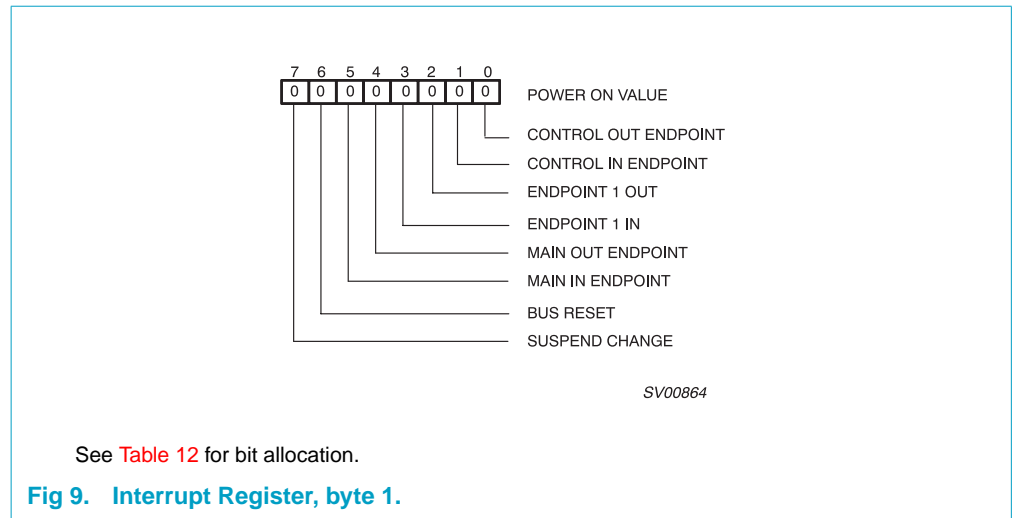 7 6 5 4 3 2 1 0
0 0 0 0 0 0 0 0 POWER ON VALUE
CONTROL OUT ENDPOINT
CONTROL IN ENDPOINT
ENDPOINT 1 OUT
ENDPOINT 1 IN
MAIN OUT ENDPOINT
MAIN IN ENDPOINT
BUS RESET
SUSPEND CHANGE
SV00864
See Table 12 for bit allocation.
Fig 9. Interrupt Register, byte 1.